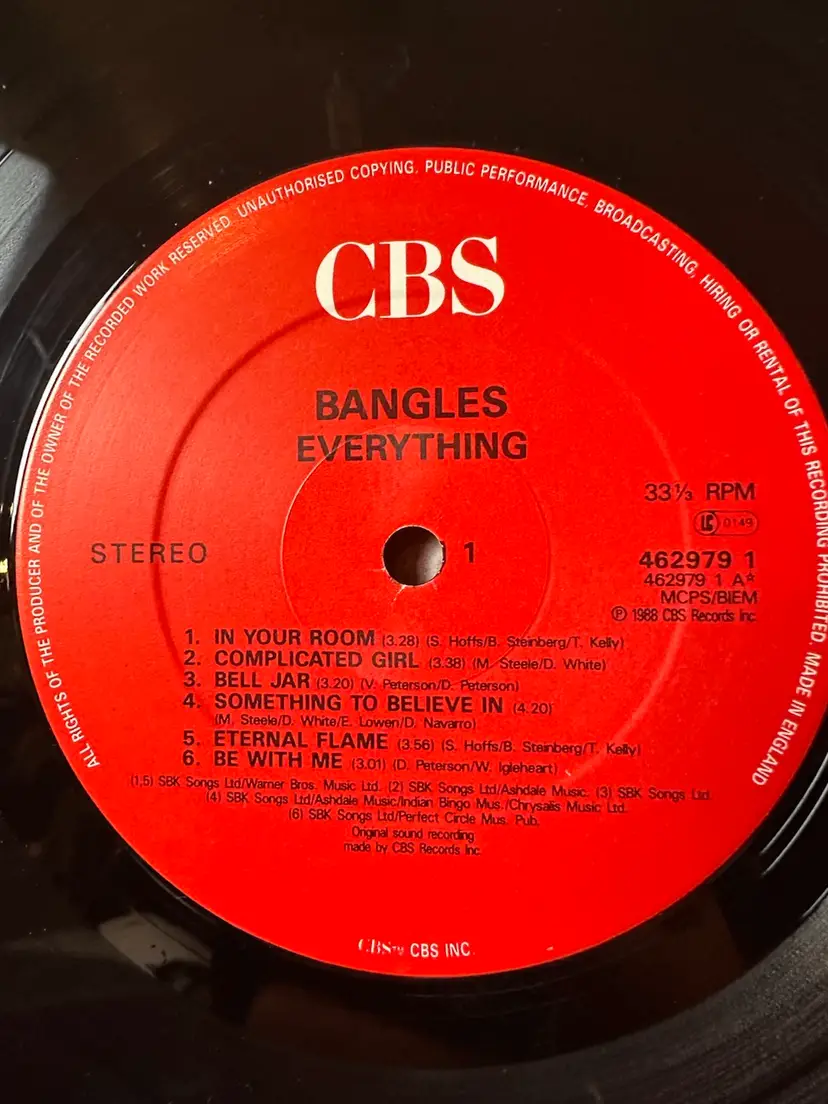 ALL RIGHTS OF THE PRODUCER AND OF THE OWNER OF THE RECORDED WORK RESERVED. UNAUTHORISED COPYING, PUBLIC PERFORMANCE, BROADCASTING, HIRING OR RENTAL OF THIS RECORDING PROHIBITED. MADE IN ENGLAND
CBS
BANGLES
EVERYTHING
33⅓ RPM
LC 0149
STEREO
1
462979 1
462979 1 A*
MCPS/BIEM
℗ 1988 CBS Records Inc.
1. IN YOUR ROOM (3.28) (S. Hoffs/B. Steinberg/T. Kelly)
2. COMPLICATED GIRL (3.38) (M. Steele/D. White)
3. BELL JAR (3.20) (V. Peterson/D. Peterson)
4. SOMETHING TO BELIEVE IN (4.20)
(M. Steele/D. White/E. Lowen/D. Navarro)
5. ETERNAL FLAME (3.56) (S. Hoffs/B. Steinberg/T. Kelly)
6. BE WITH ME (3.01) (D. Peterson/W. Igleheart)
(1,5) SBK Songs Ltd/Warner Bros. Music Ltd. (2) SBK Songs Ltd/Ashdale Music. (3) SBK Songs Ltd.
(4) SBK Songs Ltd/Ashdale Music/Indian Bingo Mus./Chrysalis Music Ltd.
(6) SBK Songs Ltd/Perfect Circle Mus. Pub.
Original sound recording
made by CBS Records Inc.
CBS™ CBS INC.